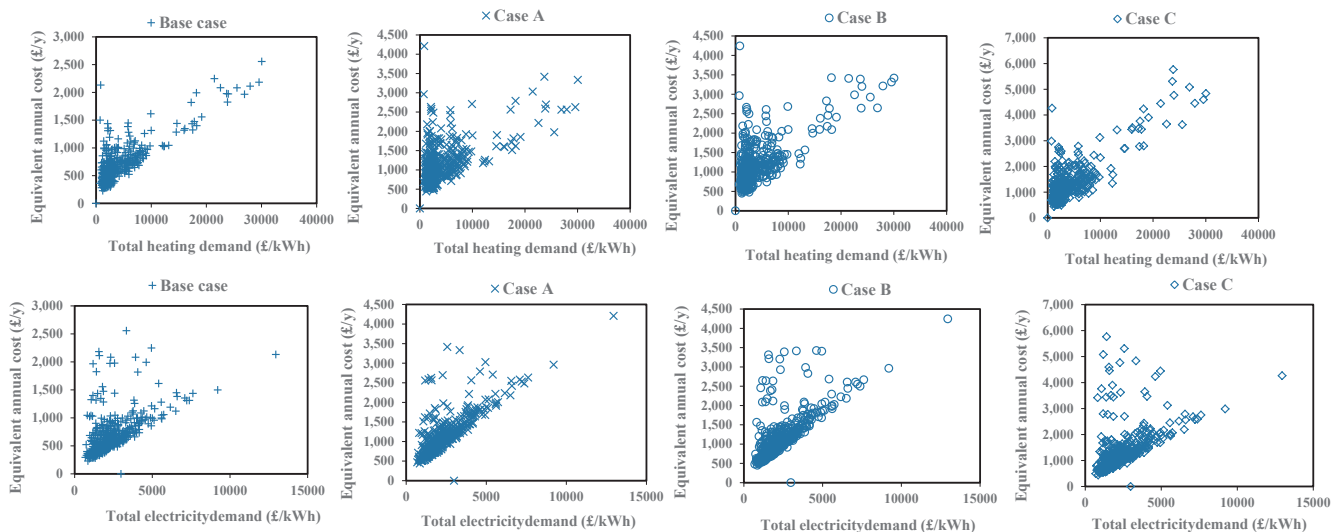 Base case
Equivalent annual cost (£/y)
3,000
2,500
2,000
1,500
1,000
500
0
0 10000 20000 30000 40000
Total heating demand (£/kWh)
Case A
Equivalent annual cost (£/y)
4,500
4,000
3,500
3,000
2,500
2,000
1,500
1,000
500
0
0 10000 20000 30000 40000
Total heating demand (£/kWh)
Case B
Equivalent annual cost (£/y)
4,500
4,000
3,500
3,000
2,500
2,000
1,500
1,000
500
0
0 10000 20000 30000 40000
Total heating demand (£/kWh)
Case C
Equivalent annual cost (£/y)
7,000
6,000
5,000
4,000
3,000
2,000
1,000
0
0 10000 20000 30000 40000
Total heating demand (£/kWh)
Base case
Equivalent annual cost (£/y)
3,000
2,500
2,000
1,500
1,000
500
0
0 5000 10000 15000
Total electricitydemand (£/kWh)
Case A
Equivalent annual cost (£/y)
4,500
4,000
3,500
3,000
2,500
2,000
1,500
1,000
500
0
0 5000 10000 15000
Total electricitydemand (£/kWh)
Case B
Equivalent annual cost (£/y)
4,500
4,000
3,500
3,000
2,500
2,000
1,500
1,000
500
0
0 5000 10000 15000
Total electricitydemand (£/kWh)
Case C
Equivalent annual cost (£/y)
7,000
6,000
5,000
4,000
3,000
2,000
1,000
0
0 5000 10000 15000
Total electricitydemand (£/kWh)